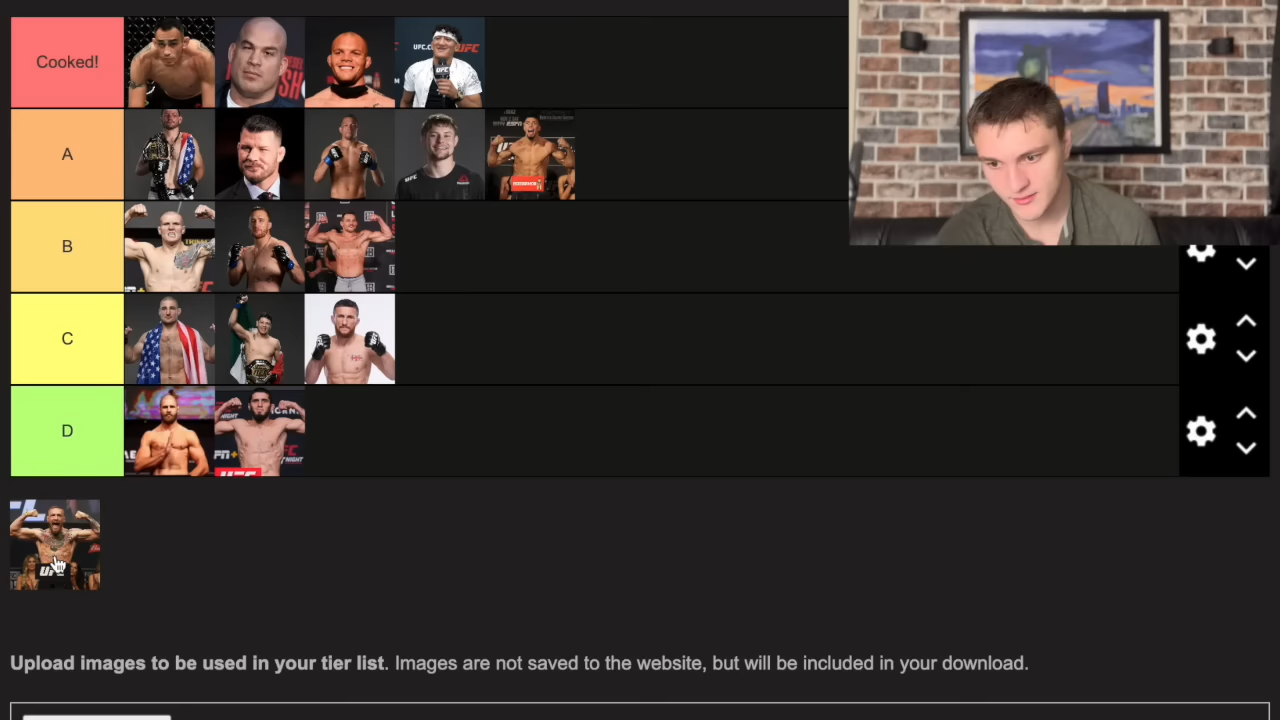 Cooked!
A
B
C
D
UFC
Upload images to be used in your tier list. Images are not saved to the website, but will be included in your download.